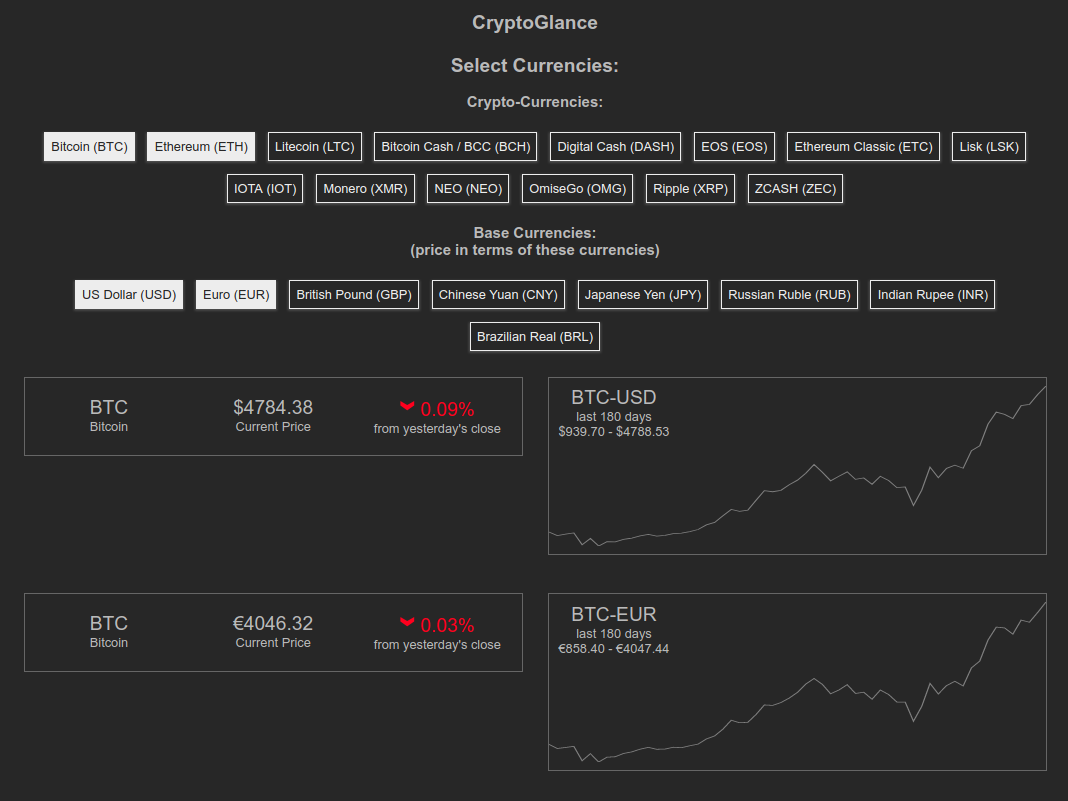 CryptoGlance
Select Currencies:
Crypto-Currencies:
Bitcoin (BTC) Ethereum (ETH) Litecoin (LTC) Bitcoin Cash / BCC (BCH) Digital Cash (DASH) EOS (EOS) Ethereum Classic (ETC) Lisk (LSK)
IOTA (IOT) Monero (XMR) NEO (NEO) OmiseGo (OMG) Ripple (XRP) ZCASH (ZEC)
Base Currencies:
(price in terms of these currencies)
US Dollar (USD) Euro (EUR) British Pound (GBP) Chinese Yuan (CNY) Japanese Yen (JPY) Russian Ruble (RUB) Indian Rupee (INR)
Brazilian Real (BRL)
BTC $4784.38 0.09%
Bitcoin Current Price from yesterday's close
BTC-USD
last 180 days
$939.70 - $4788.53
BTC €4046.32 0.03%
Bitcoin Current Price from yesterday's close
BTC-EUR
last 180 days
€858.40 - €4047.44